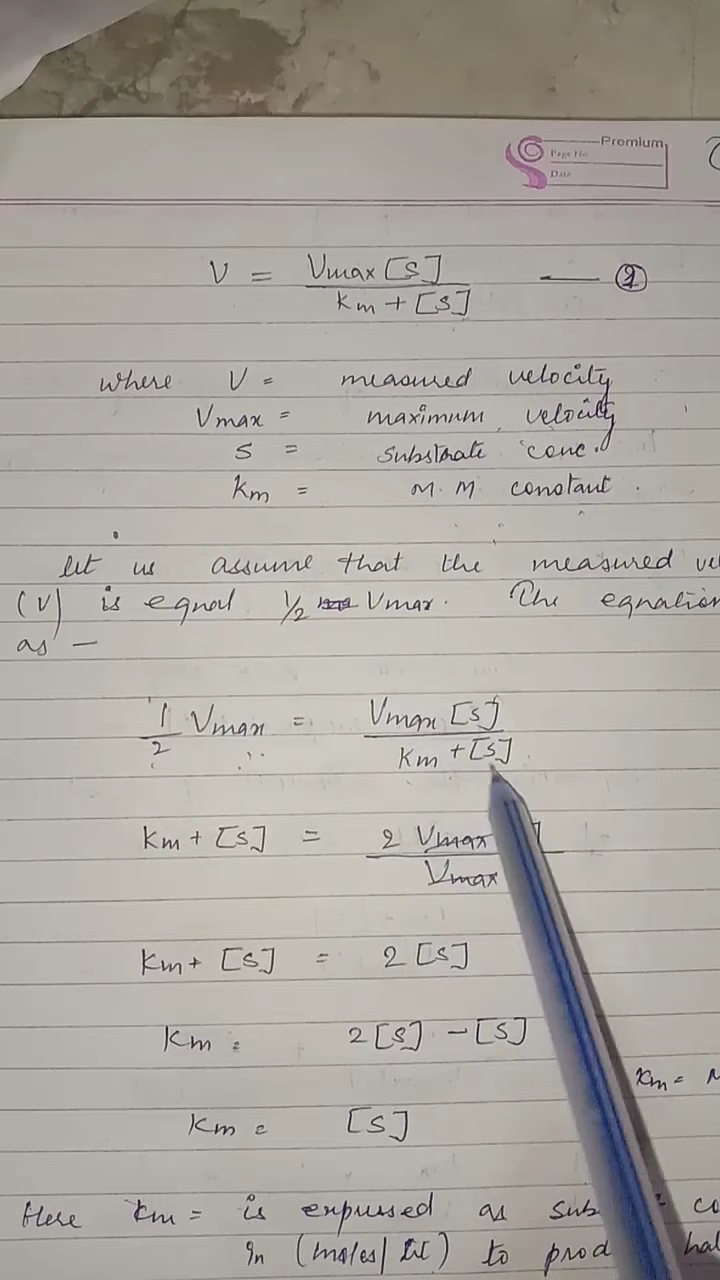 Premium
Page No.
Date
V = Vmax [S] / Km + [S] — ②
where V = measured velocity
Vmax = maximum velocity
S = substrate conc.
Km = M.M. constant.
let us assume that the measured ve
(V) is equal 1/2 Vmax. The equation
as —
1/2 Vmax = Vmax [S] / Km + [S]
Km + [S] = 2 Vmax / Vmax
Km + [S] = 2 [S]
Km = 2[S] - [S]
Km =
Km = [S]
Here Km = is expressed as sub co
In (moles/lit) to prod hal